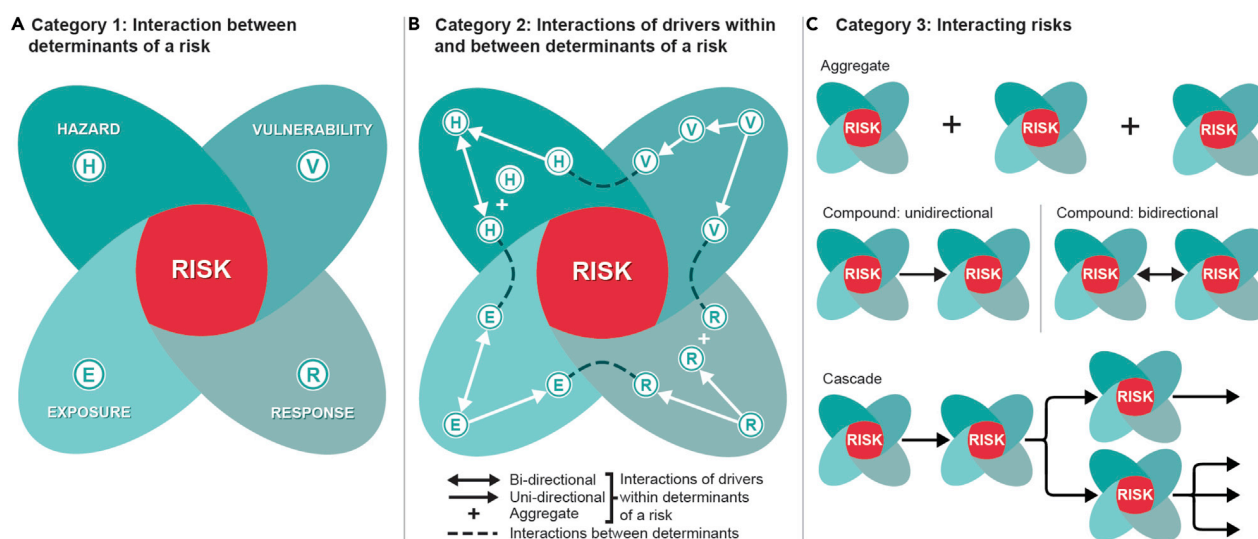 A Category 1: Interaction between
determinants of a risk
HAZARD
H
VULNERABILITY
V
RISK
E
EXPOSURE
R
RESPONSE
B Category 2: Interactions of drivers within
and between determinants of a risk
H
H
H
+
H
V
V
V
V
RISK
E
E
E
R
+
R
R
R
Bi-directional
Uni-directional
+ Aggregate
Interactions of drivers
within determinants
of a risk
Interactions between determinants
C Category 3: Interacting risks
Aggregate
RISK + RISK + RISK
Compound: unidirectional
RISK RISK
Compound: bidirectional
RISK RISK
Cascade
RISK RISK
RISK
RISK